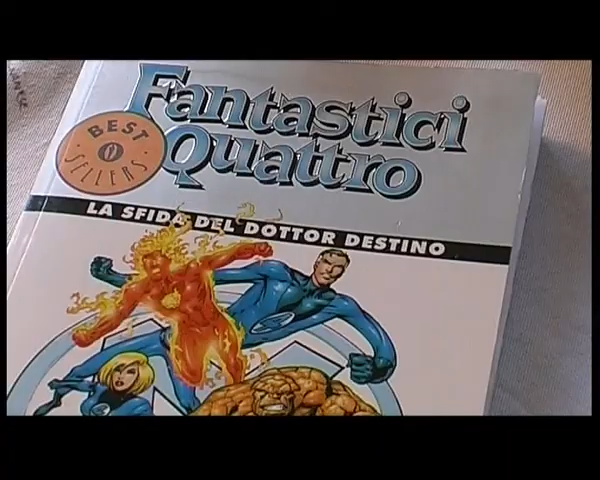 Fantastici
Quattro
BEST
SELLERS
LA SFIDA DEL DOTTOR DESTINO